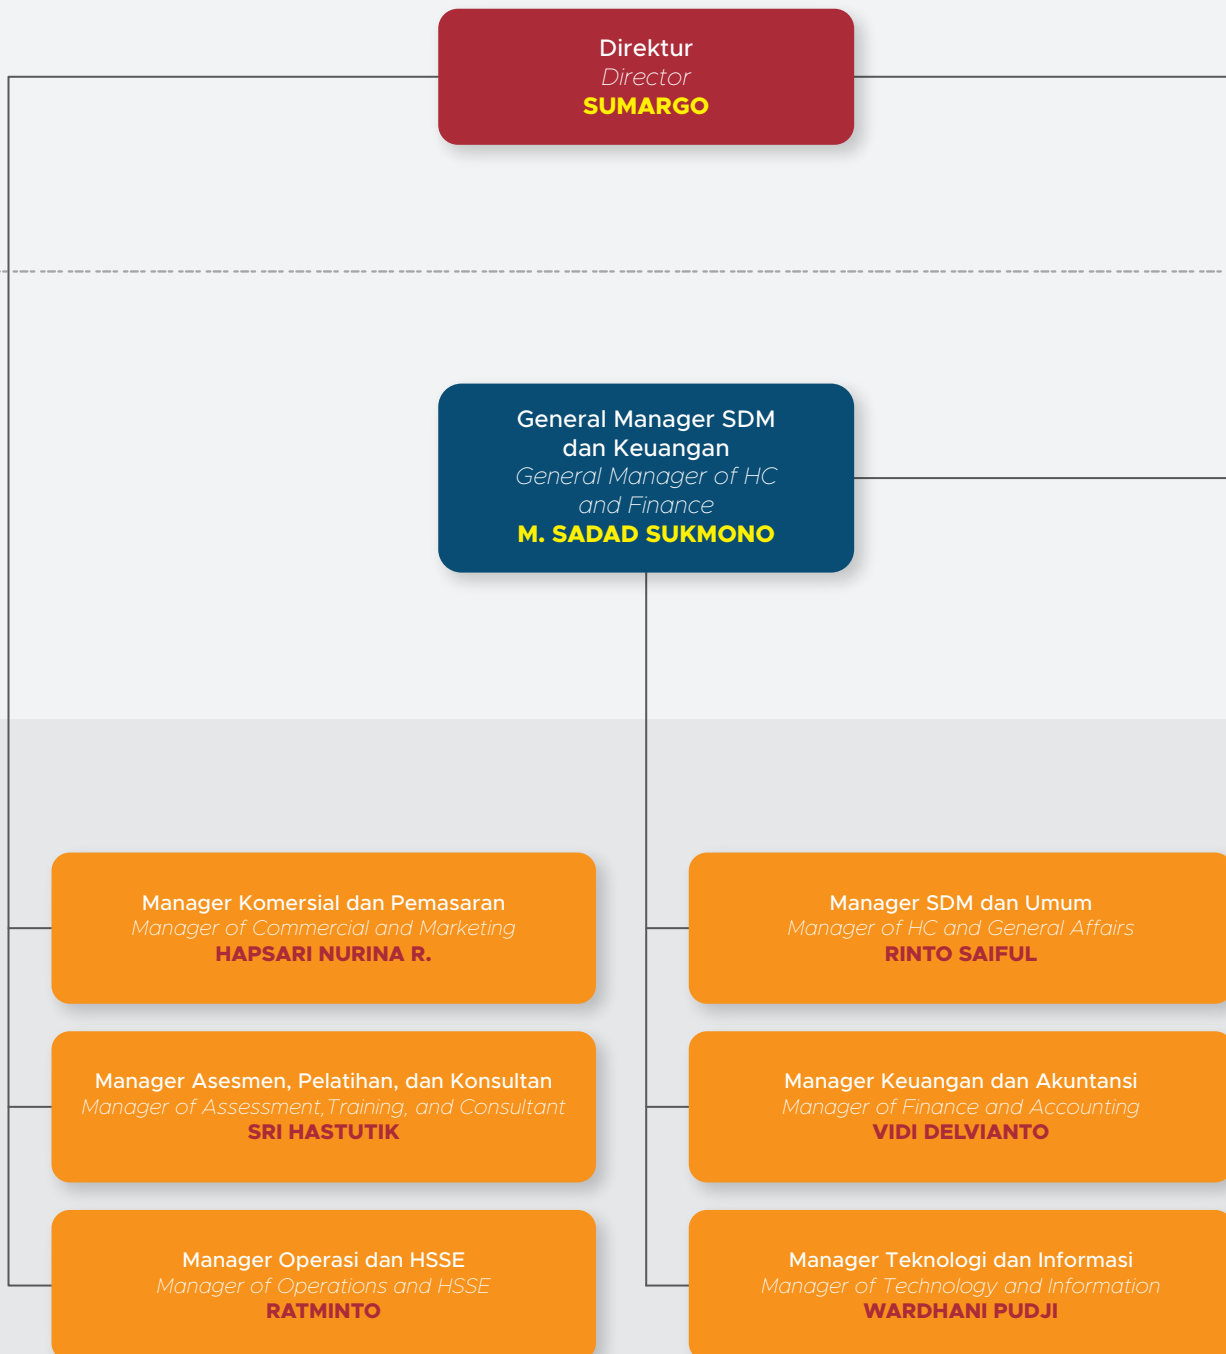 Direktur
Director
SUMARGO
General Manager SDM
dan Keuangan
General Manager of HC
and Finance
M. SADAD SUKMONO
Manager Komersial dan Pemasaran
Manager of Commercial and Marketing
HAPSARI NURINA R.
Manager SDM dan Umum
Manager of HC and General Affairs
RINTO SAIFUL
Manager Asesmen, Pelatihan, dan Konsultan
Manager of Assessment, Training, and Consultant
SRI HASTUTIK
Manager Keuangan dan Akuntansi
Manager of Finance and Accounting
VIDI DELVIANTO
Manager Operasi dan HSSE
Manager of Operations and HSSE
RATMINTO
Manager Teknologi dan Informasi
Manager of Technology and Information
WARDHANI PUDJI